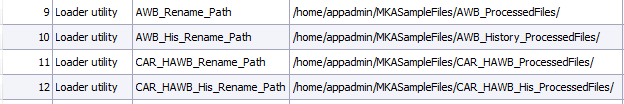 9 Loader utility AWB_Rename_Path /home/appadmin/MKASampleFiles/AWB_ProcessedFiles/
10 Loader utility AWB_His_Rename_Path /home/appadmin/MKASampleFiles/AWB_History_ProcessedFiles/
11 Loader utility CAR_HAWB_Rename_Path /home/appadmin/MKASampleFiles/CAR_HAWB_ProcessedFiles/
12 Loader utility CAR_HAWB_His_Rename_Path /home/appadmin/MKASampleFiles/CAR_HAWB_His_ProcessedFiles/